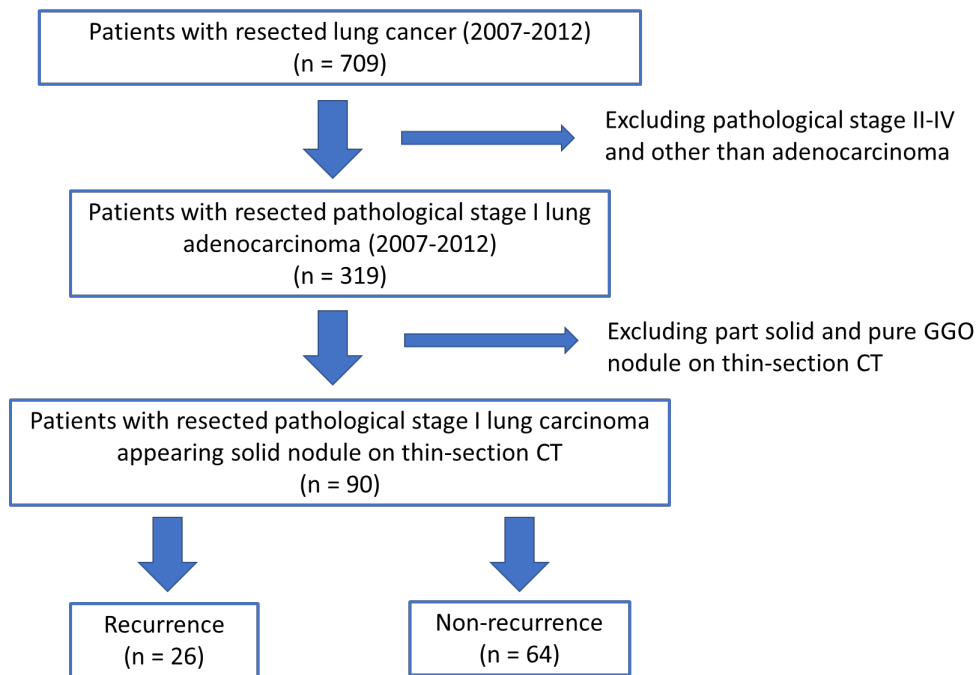 Patients with resected lung cancer (2007-2012)
(n = 709)
Excluding pathological stage II-IV
and other than adenocarcinoma
Patients with resected pathological stage I lung
adenocarcinoma (2007-2012)
(n = 319)
Excluding part solid and pure GGO
nodule on thin-section CT
Patients with resected pathological stage I lung carcinoma
appearing solid nodule on thin-section CT
(n = 90)
Recurrence
(n = 26)
Non-recurrence
(n = 64)